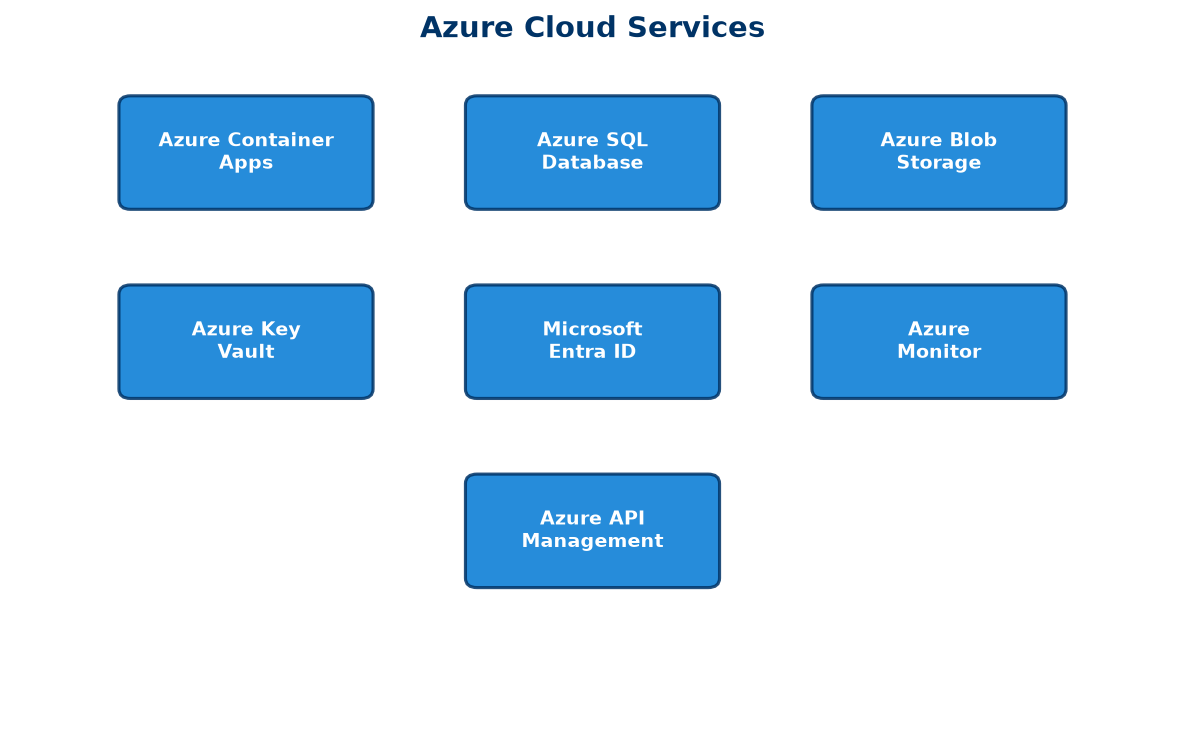 Azure Cloud Services
Azure Container
Apps
Azure SQL
Database
Azure Blob
Storage
Azure Key
Vault
Microsoft
Entra ID
Azure
Monitor
Azure API
Management